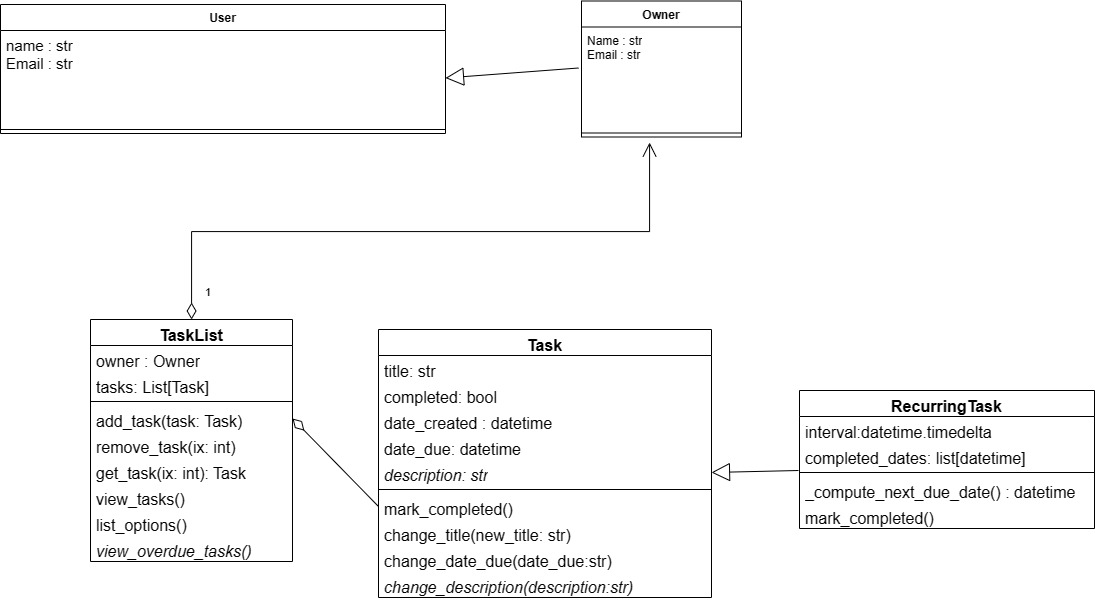 User
name : str
Email : str
Owner
Name : str
Email : str
1
TaskList
owner : Owner
tasks: List[Task]
add_task(task: Task)
remove_task(ix: int)
get_task(ix: int): Task
view_tasks()
list_options()
view_overdue_tasks()
Task
title: str
completed: bool
date_created : datetime
date_due: datetime
description: str
mark_completed()
change_title(new_title: str)
change_date_due(date_due:str)
change_description(description:str)
RecurringTask
interval:datetime.timedelta
completed_dates: list[datetime]
_compute_next_due_date() : datetime
mark_completed()